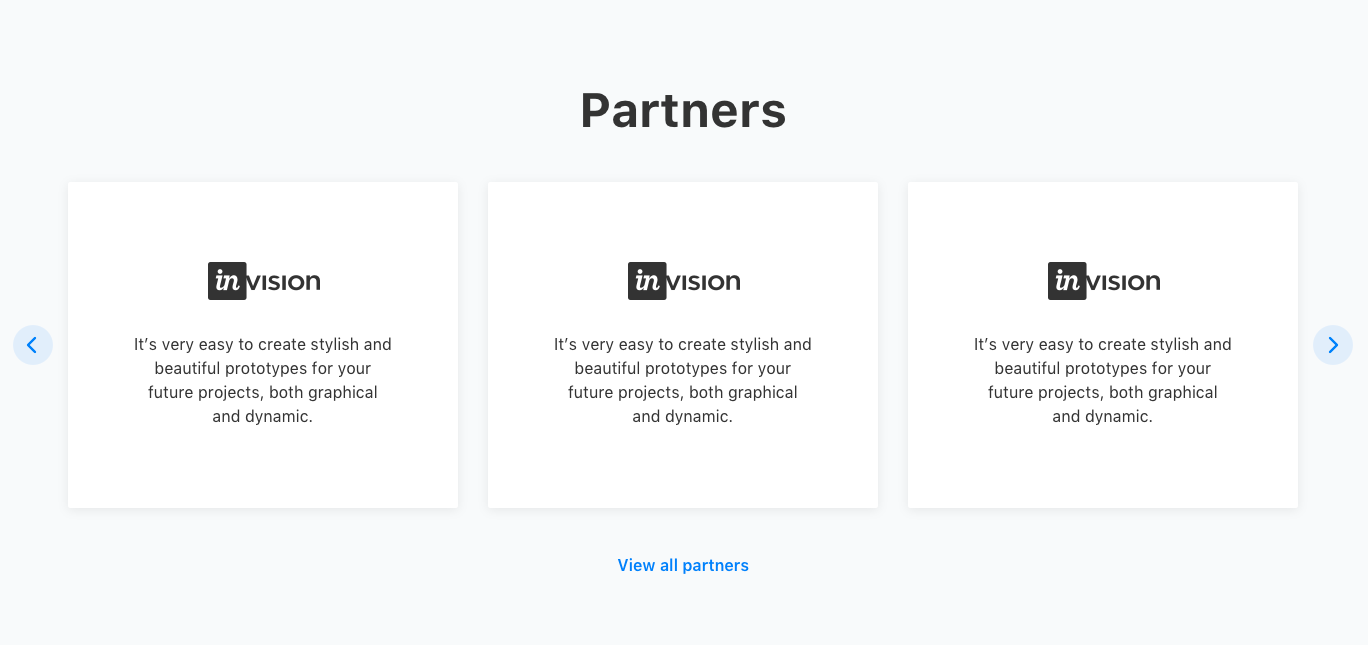 Partners
invision
It’s very easy to create stylish and
beautiful prototypes for your
future projects, both graphical
and dynamic.
invision
It’s very easy to create stylish and
beautiful prototypes for your
future projects, both graphical
and dynamic.
invision
It’s very easy to create stylish and
beautiful prototypes for your
future projects, both graphical
and dynamic.
View all partners